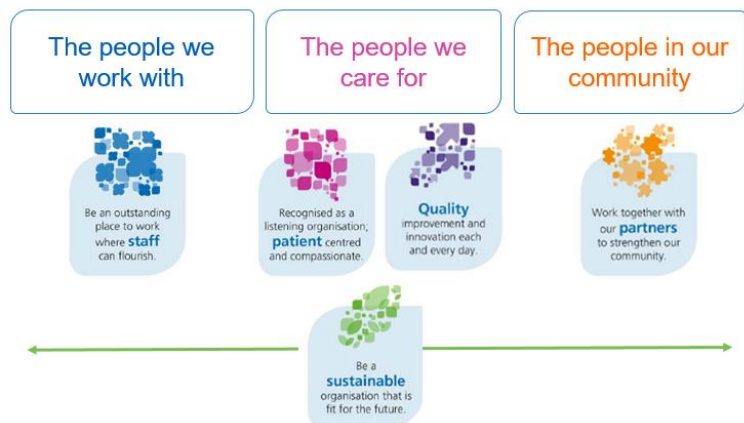 The people we
work with
The people we
care for
The people in our
community
Be an outstanding
place to work
where staff
can flourish.
Recognised as a
listening organisation;
patient centred
and compassionate.
Quality
improvement and
innovation each
and every day.
Work together with
our partners
to strengthen our
community.
Be a
sustainable
organisation that is
fit for the future.